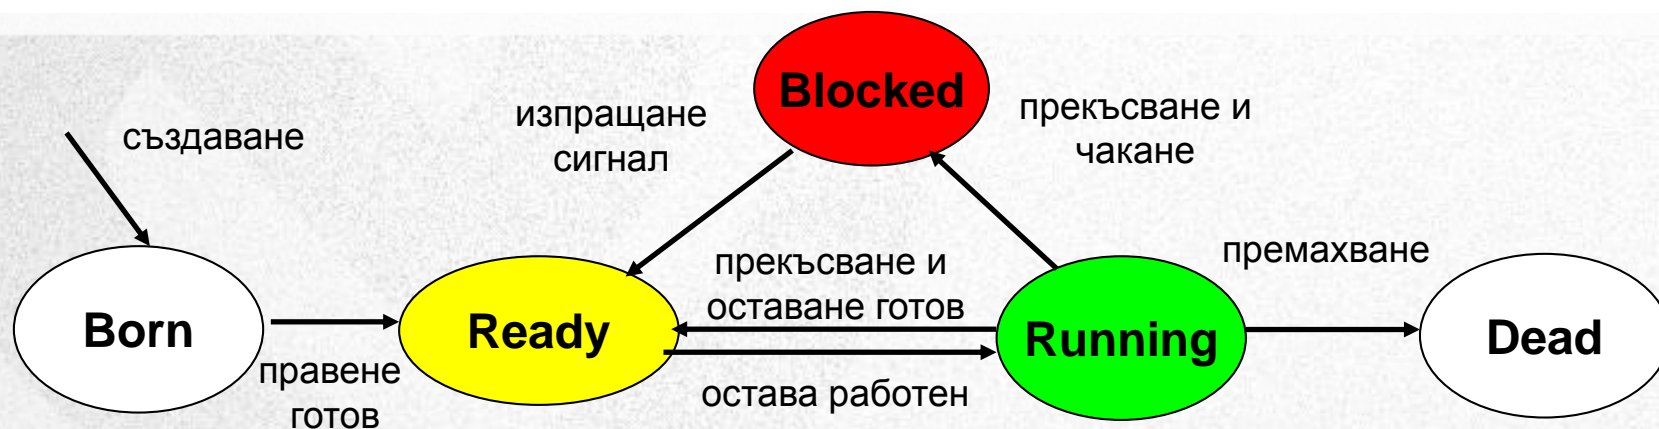 Blocked
изпращане
сигнал
прекъсване и
чакане
създаване
прекъсване и
оставане готов
премахване
Born
Ready
Running
Dead
правене
готов
остава работен